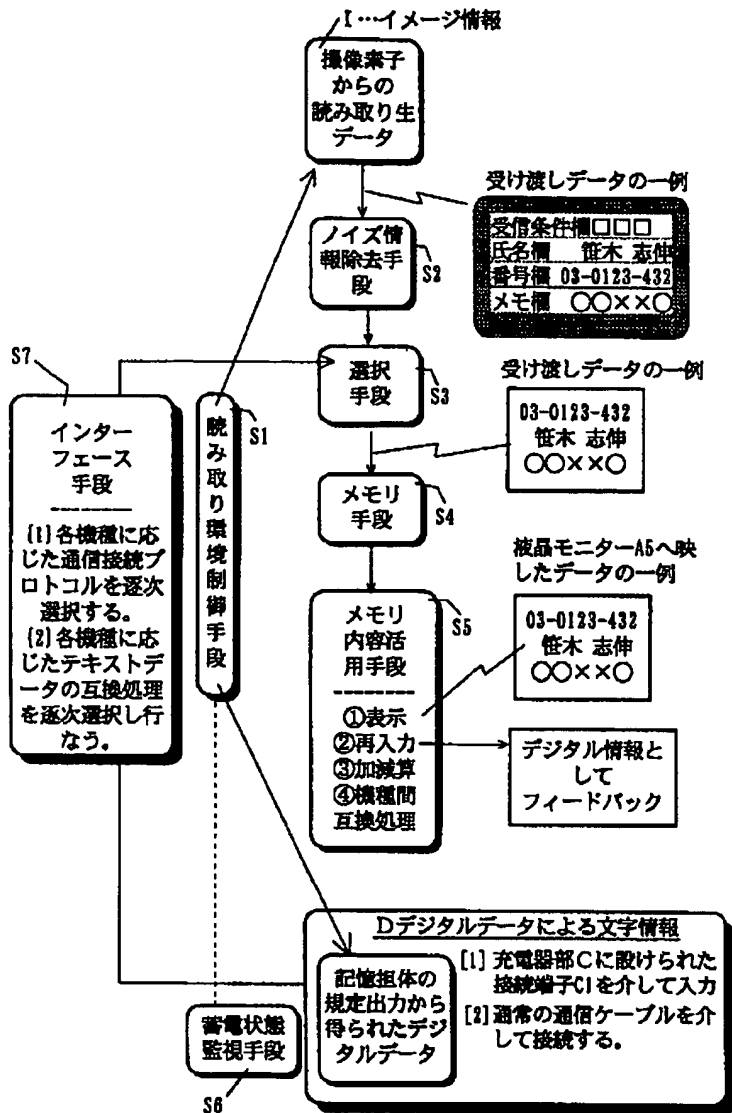 I…イメージ情報
撮像素子
からの
読み取り生
データ
受け渡しデータの一例
受信条件欄□□□
氏名欄 笹木 志伸
番号欄 03-0123-432
メモ欄 ○○××○
ノイズ情
報除去手
段
S2
S7
インター
フェース
手段
[1]各機種に応
じた通信接続プ
ロトコルを逐次
選択する。
[2]各機種に応
じたテキストデ
ータの互換処理
を逐次選択し行
なう。
S1
読み取り環境制御手段
選択
手段
S3
受け渡しデータの一例
03-0123-432
笹木 志伸
○○××○
メモリ
手段
S4
液晶モニターA5へ映
したデータの一例
03-0123-432
笹木 志伸
○○××○
メモリ
内容活
用手段
S5
①表示
②再入力
③加減算
④機種間
互換処理
デジタル情報と
して
フィードバック
Dデジタルデータによる文字情報
記憶担体の
規定出力から
得られたデジ
タルデータ
[1]充電器部Cに設けられた
接続端子C1を介して入力
[2]通常の通信ケーブルを介
して接続する。
蓄電状態
監視手段
S6